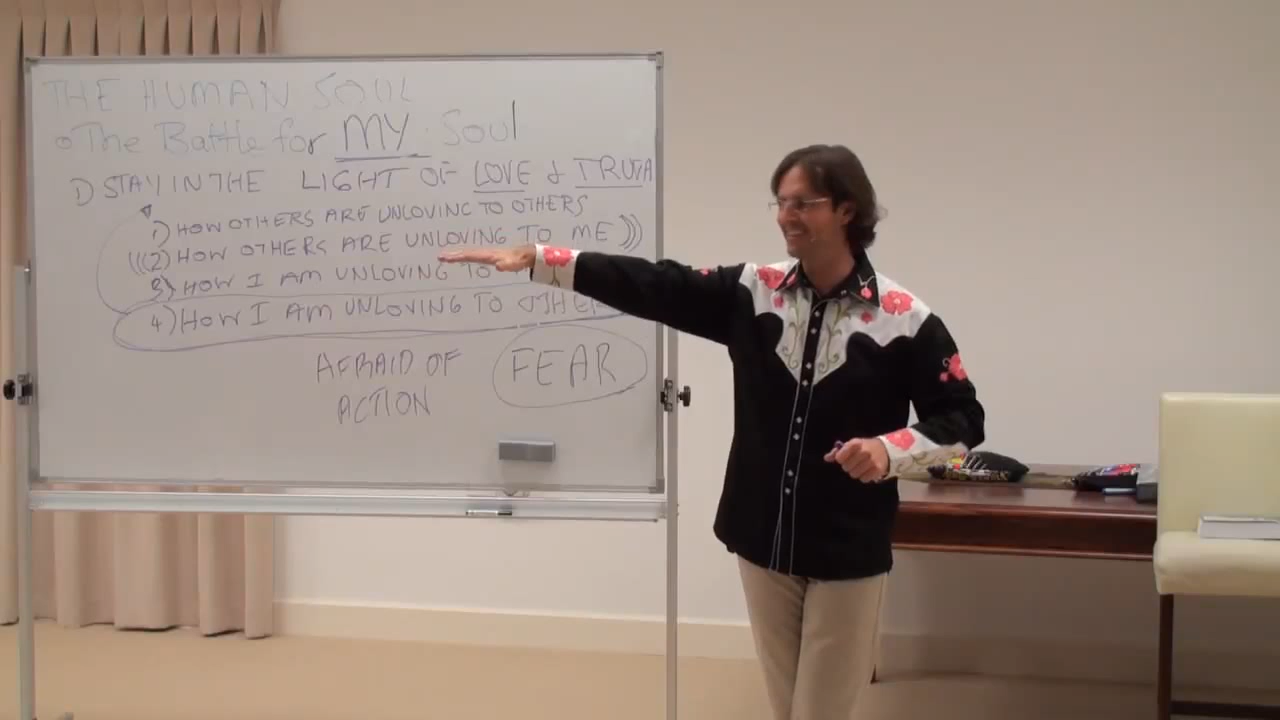 THE HUMAN SOUL
o The Battle for MY Soul
1) STAY IN THE LIGHT OF LOVE & TRUTH
1) HOW OTHERS ARE UNLOVING TO OTHERS
(((2) HOW OTHERS ARE UNLOVING TO ME)))
3) HOW I AM UNLOVING TO
4) HOW I AM UNLOVING TO OTHER
AFRAID OF
ACTION
FEAR